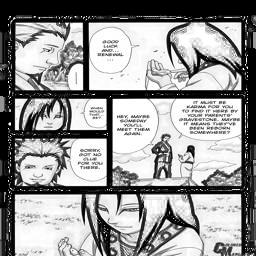 GOOD
LUCK
AND...
RENEWAL
...
WHEN
WOULD
THAT
BE?
HEY, MAYBE
SOMEDAY
YOU'LL
MEET THEM
AGAIN.
IT MUST BE
KARMA FOR YOU
TO FIND IT HERE BY
YOUR PARENTS'
GRAVESTONE. MAYBE
IT MEANS THEY'VE
BEEN REBORN
SOMEWHERE?
SORRY,
GOT NO
CLUE FOR
YOU
THERE.